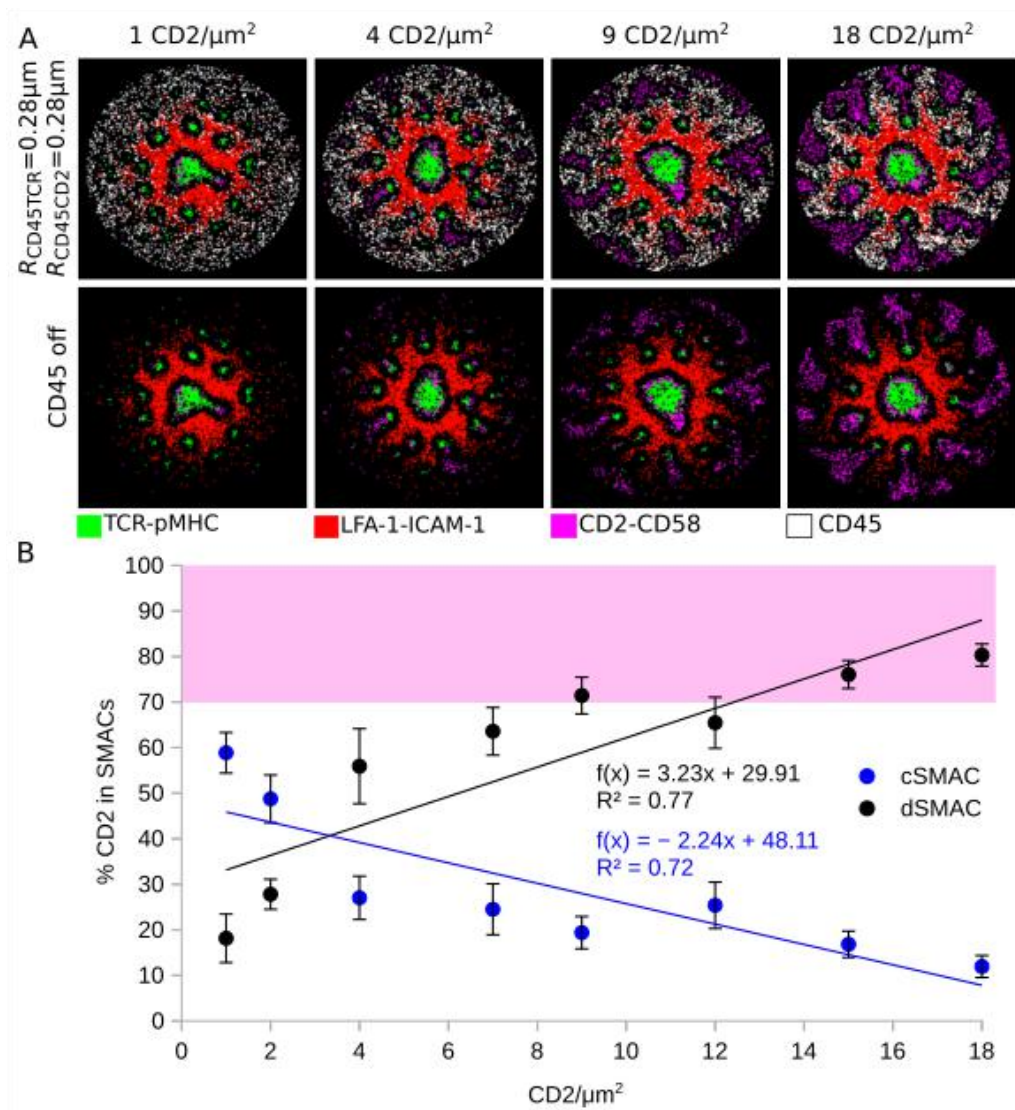 A
1 CD2/μm² 4 CD2/μm² 9 CD2/μm² 18 CD2/μm²
RCD45TCR=0.28μm
RCD45CD2=0.28μm
CD45 off
TCR-pMHC LFA-1-ICAM-1 CD2-CD58 CD45
B
100
90
80
70
60
50
40
30
20
10
0
% CD2 in SMACs
f(x) = 3.23x + 29.91
R² = 0.77
f(x) = − 2.24x + 48.11
R² = 0.72
cSMAC
dSMAC
0 2 4 6 8 10 12 14 16 18
CD2/μm²